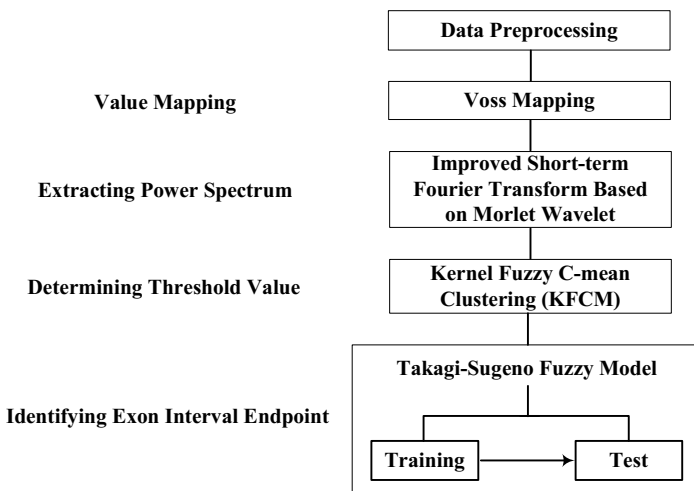 Data Preprocessing
Value Mapping
Voss Mapping
Extracting Power Spectrum
Improved Short-term
Fourier Transform Based
on Morlet Wavelet
Determining Threshold Value
Kernel Fuzzy C-mean
Clustering (KFCM)
Takagi-Sugeno Fuzzy Model
Identifying Exon Interval Endpoint
Training
Test